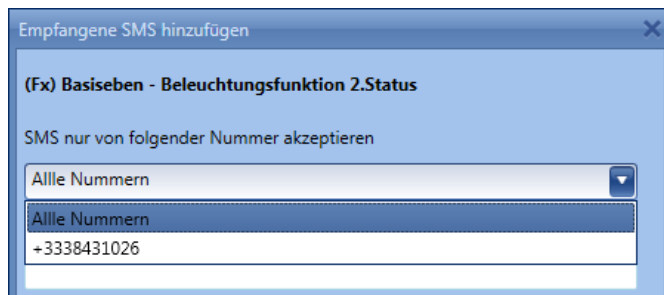 Empfangene SMS hinzufügen
(Fx) Basiseben - Beleuchtungsfunktion 2.Status
SMS nur von folgender Nummer akzeptieren
Allle Nummern
Allle Nummern
+3338431026